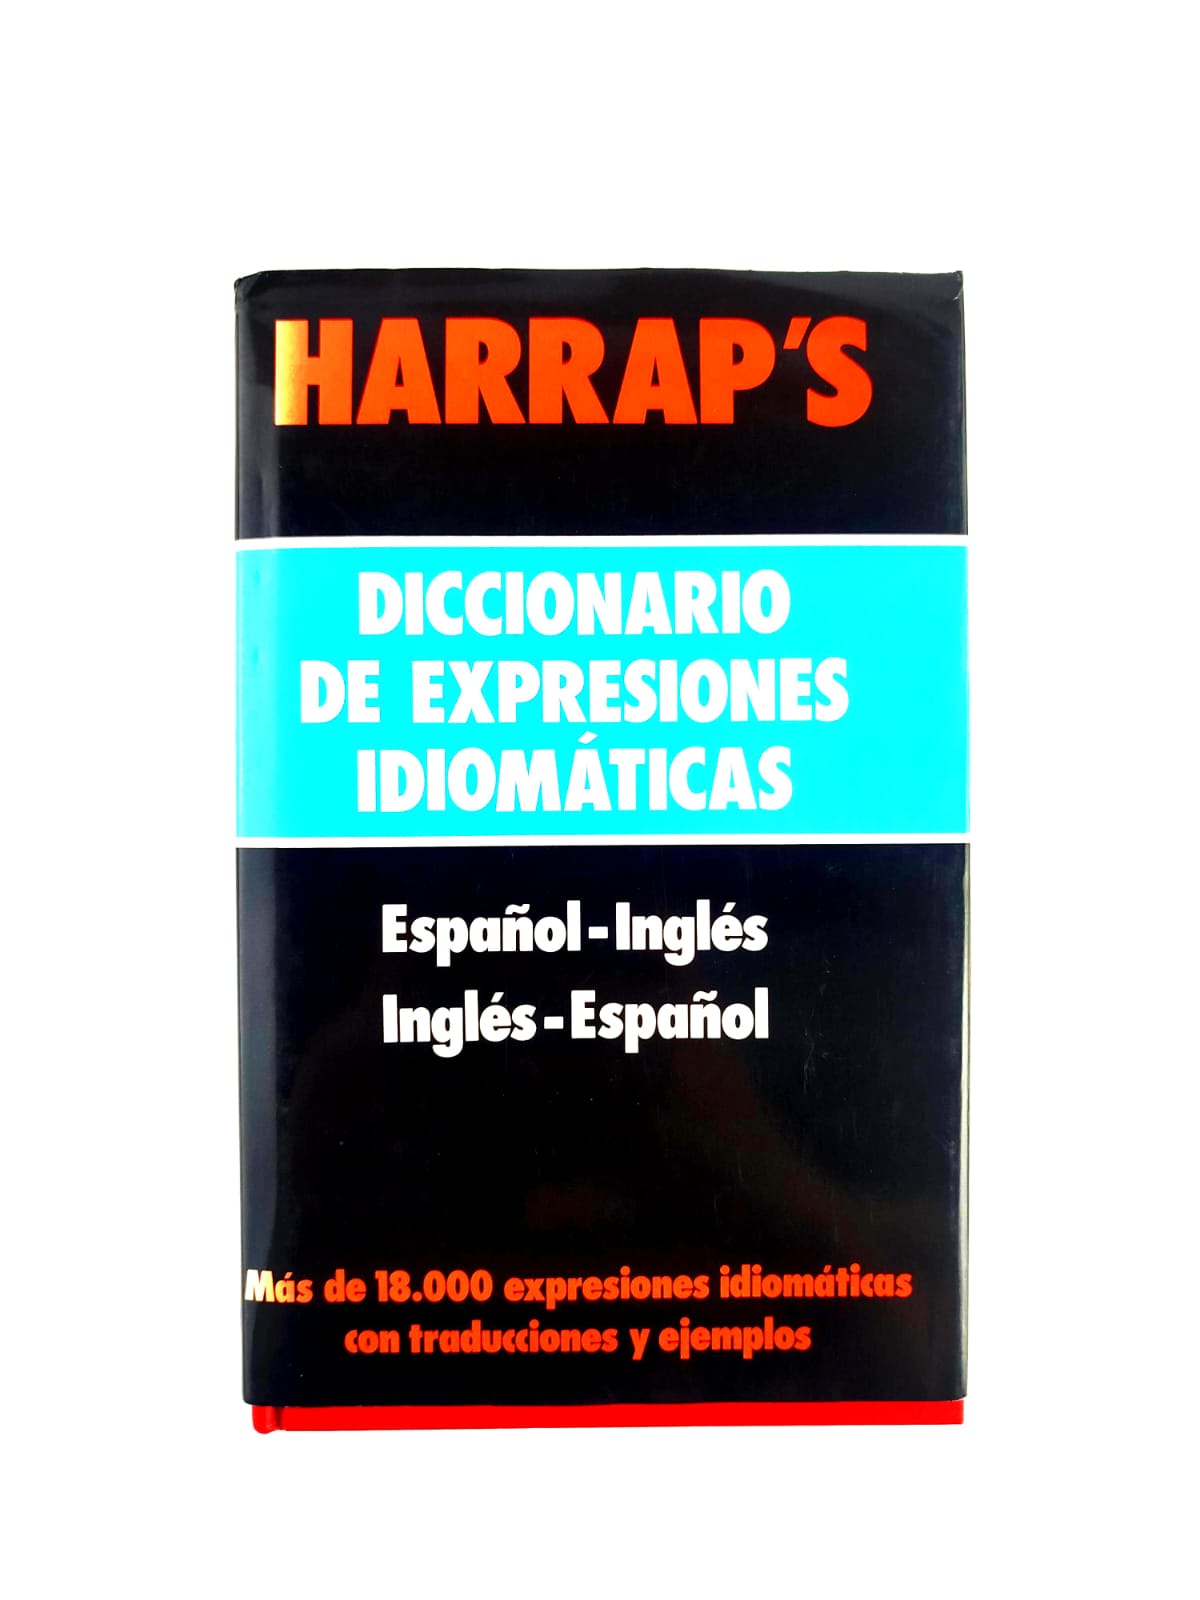 HARRAP'S
DICCIONARIO
DE EXPRESIONES
IDIOMÁTICAS
Español-Inglés
Inglés-Español
Más de 18.000 expresiones idiomáticas
con traducciones y ejemplos